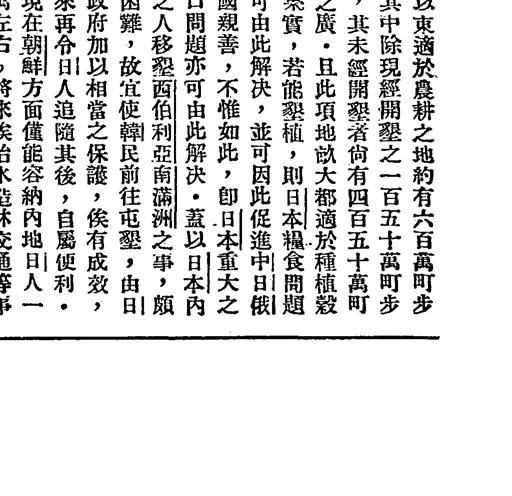 以東適於農耕之地約有六百萬町步
其中除現經開墾之一百五十萬町步
，其未經開墾者尙有四百五十萬町
之廣．且此項地畝大都適於種植穀
業實，若能墾植，則日本糧食問題
可由此解決，並可因此促進中日俄
國親善，不惟如此，卽日本重大之
口問題亦可由此解決．蓋以日本內
之人移墾西伯利亞南滿洲之事，頗
困難，故宜使韓民前往屯墾，由日
政府加以相當之保護，俟有成效，
來再令日人追隨其後，自屬便利．
現在朝鮮方面僅能容納內地日人一
萬左右，將來俟治水造林交通等事